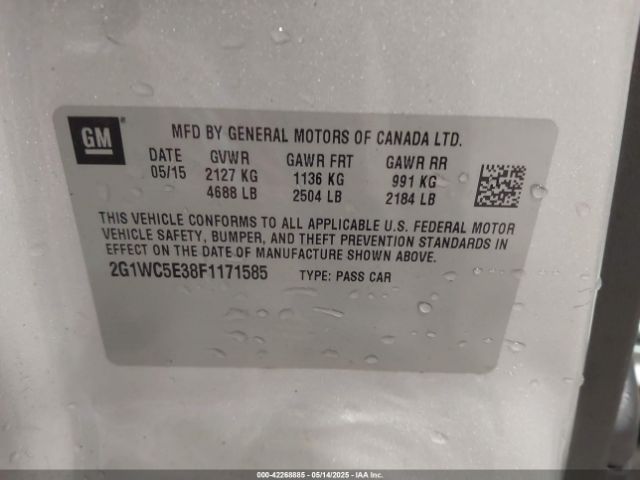 GM ® MFD BY GENERAL MOTORS OF CANADA LTD.
DATE GVWR GAWR FRT GAWR RR
05/15 2127 KG 1136 KG 991 KG
4688 LB 2504 LB 2184 LB
THIS VEHICLE CONFORMS TO ALL APPLICABLE U.S. FEDERAL MOTOR
VEHICLE SAFETY, BUMPER, AND THEFT PREVENTION STANDARDS IN
EFFECT ON THE DATE OF MANUFACTURE SHOWN ABOVE.
2G1WC5E38F1171585 TYPE: PASS CAR
000-42268885 - 05/14/2025 - IAA Inc.